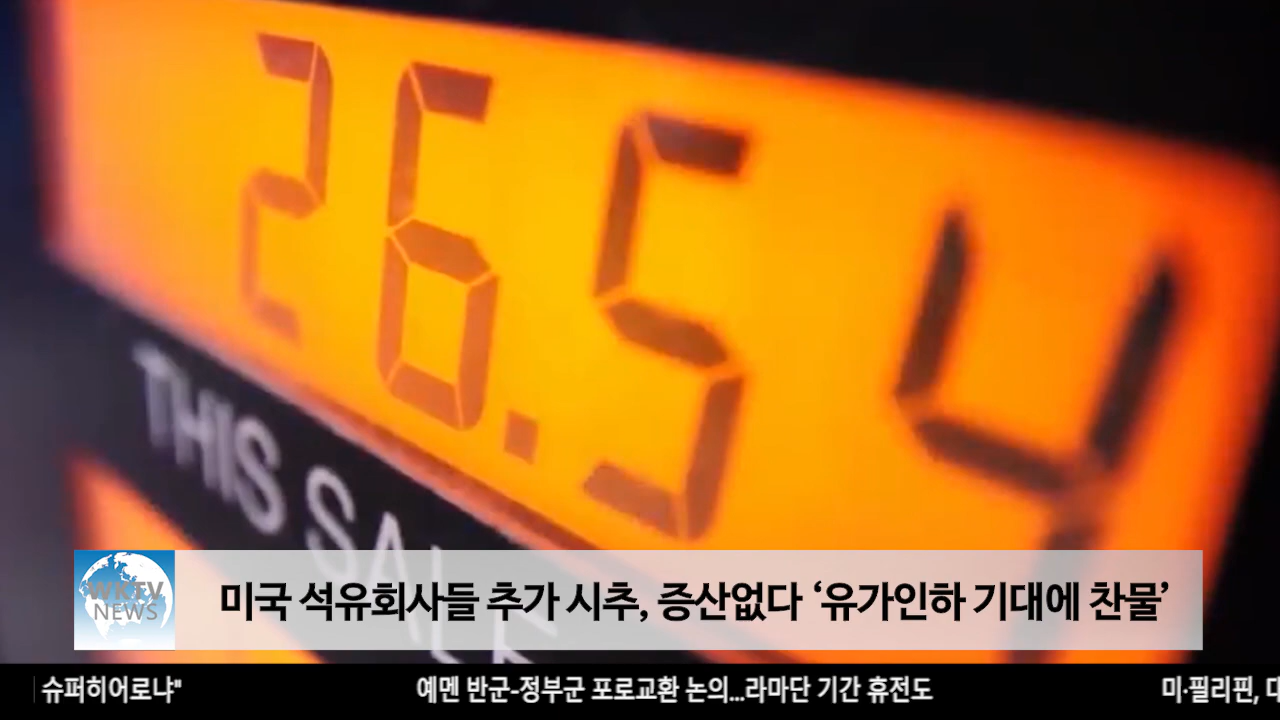 26.54
THIS SALE
WKTV
NEWS
미국 석유회사들 추가 시추, 증산없다 ‘유가인하 기대에 찬물’
슈퍼히어로냐" 예멘 반군-정부군 포로교환 논의...라마단 기간 휴전도 미·필리핀,